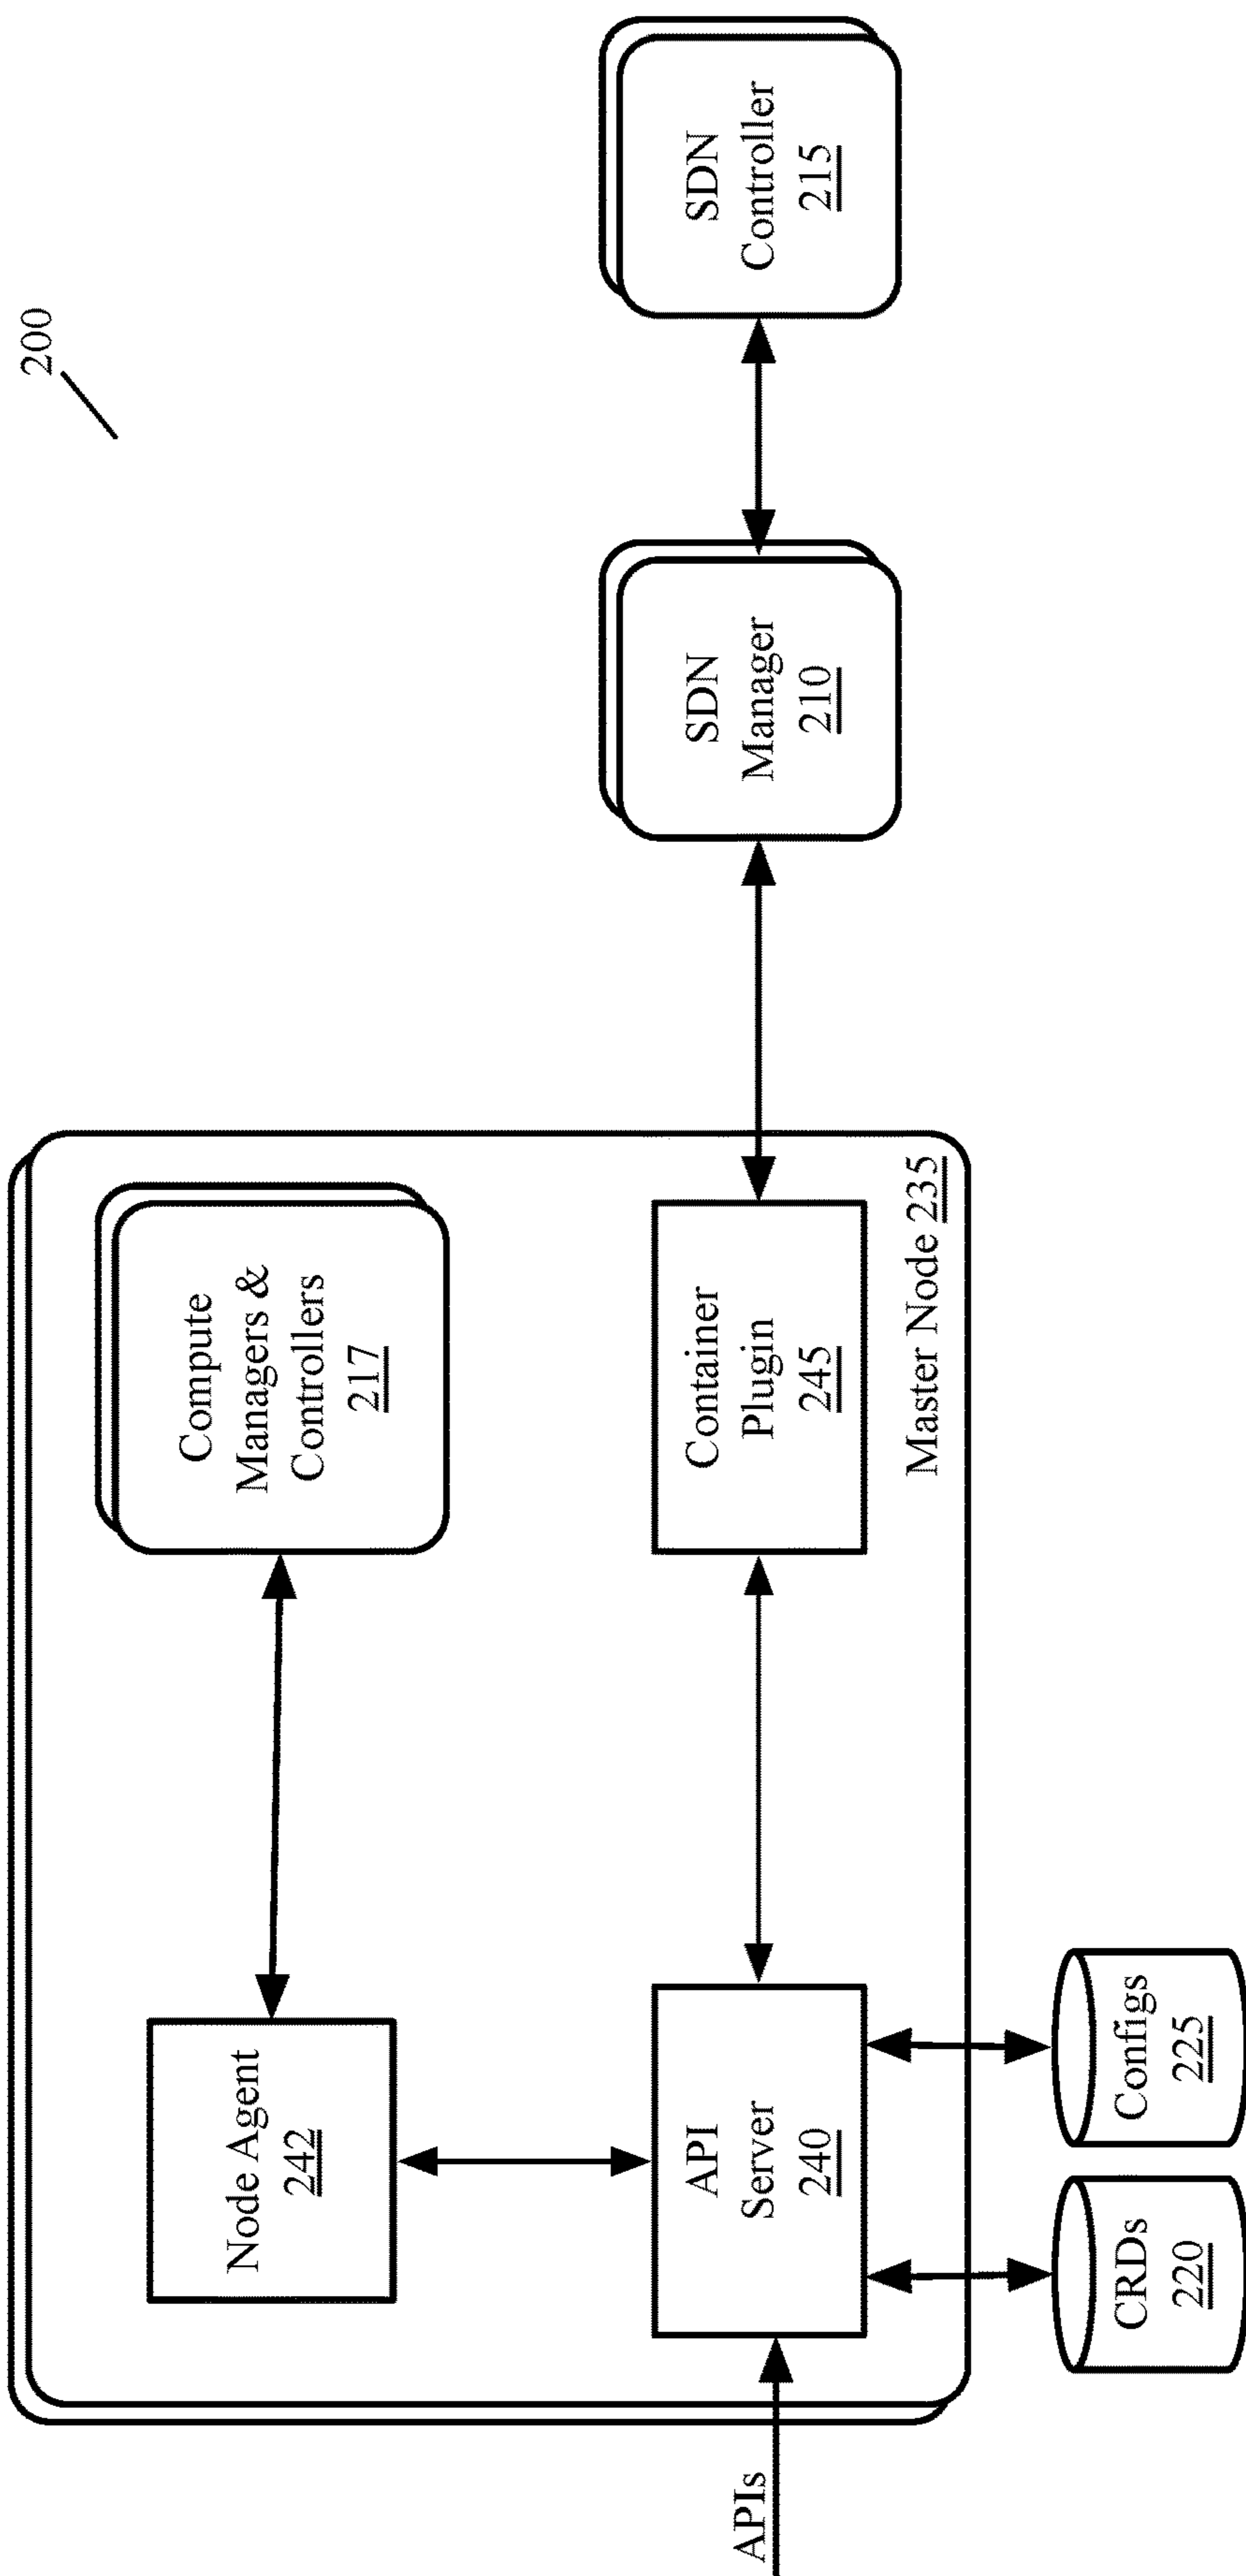 200
Node Agent
242
Compute
Managers &
Controllers
217
APIs
API
Server
240
Container
Plugin
245
SDN
Manager
210
SDN
Controller
215
Master Node 235
CRDs
220
Configs
225